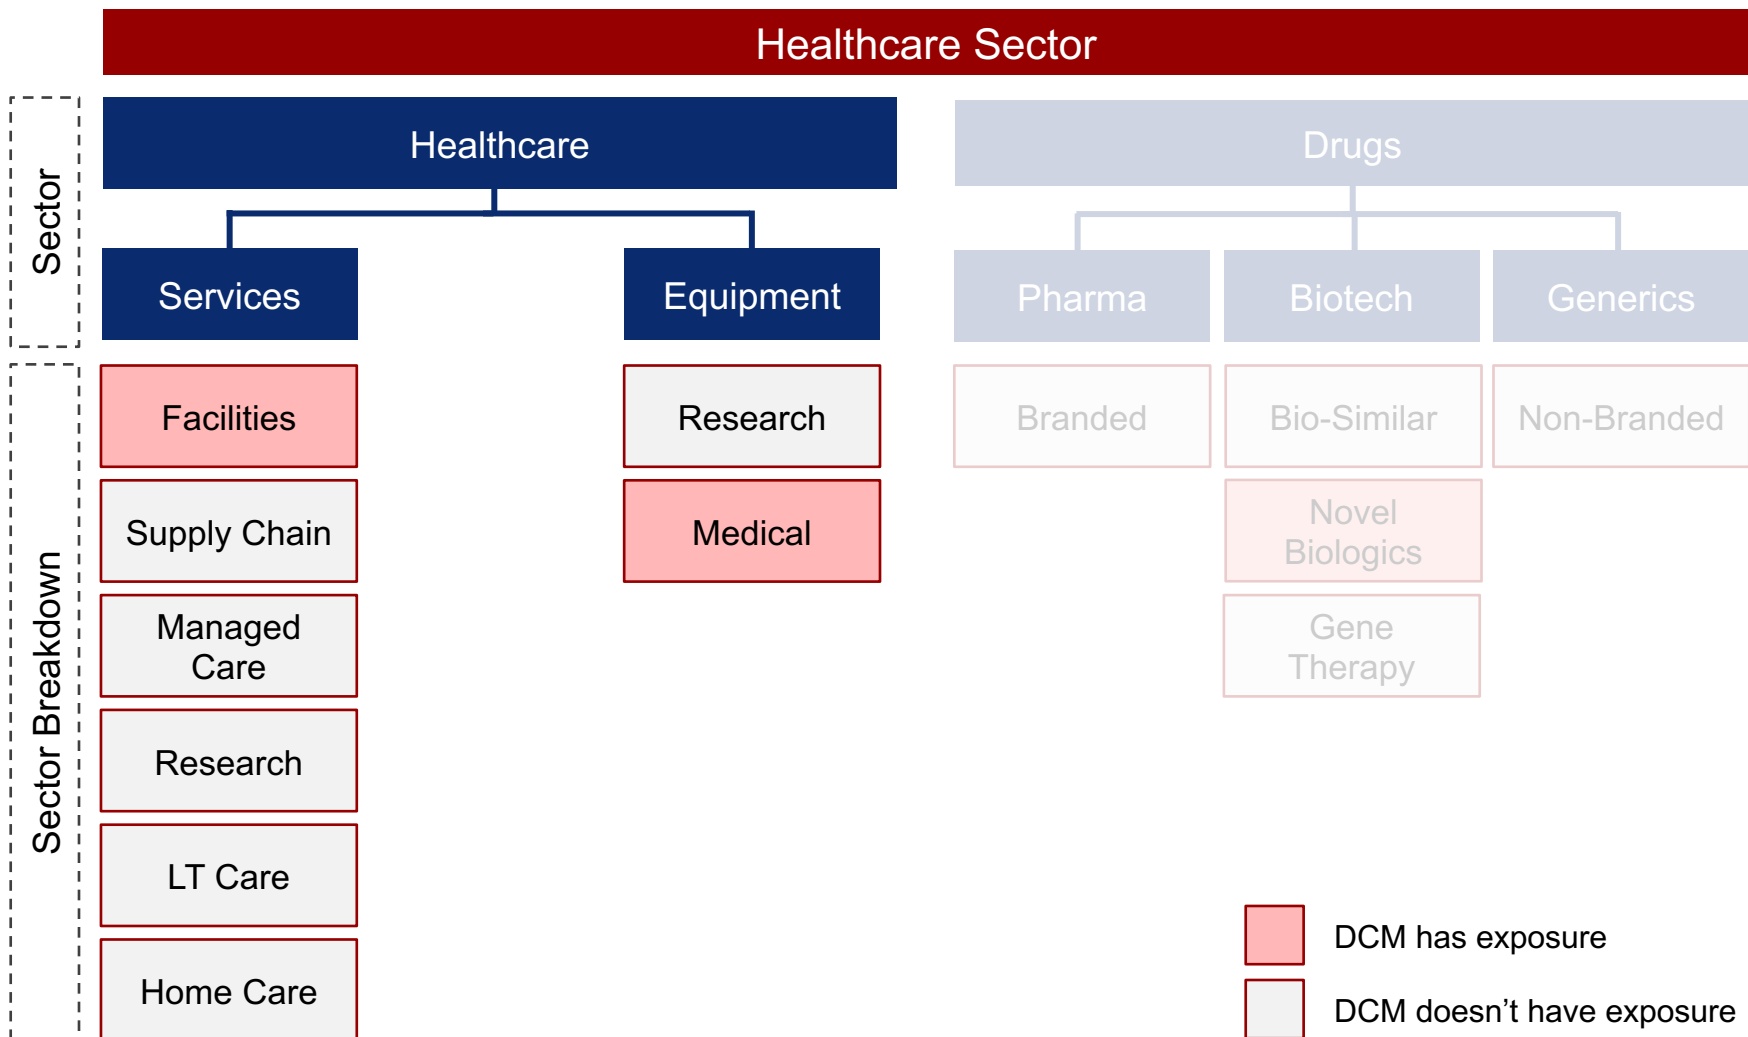 Healthcare Sector
Sector
Healthcare
Drugs
Services
Equipment
Pharma
Biotech
Generics
Sector Breakdown
Facilities
Research
Branded
Bio-Similar
Non-Branded
Supply Chain
Medical
Novel
Biologics
Managed
Care
Gene
Therapy
Research
LT Care
Home Care
DCM has exposure
DCM doesn’t have exposure